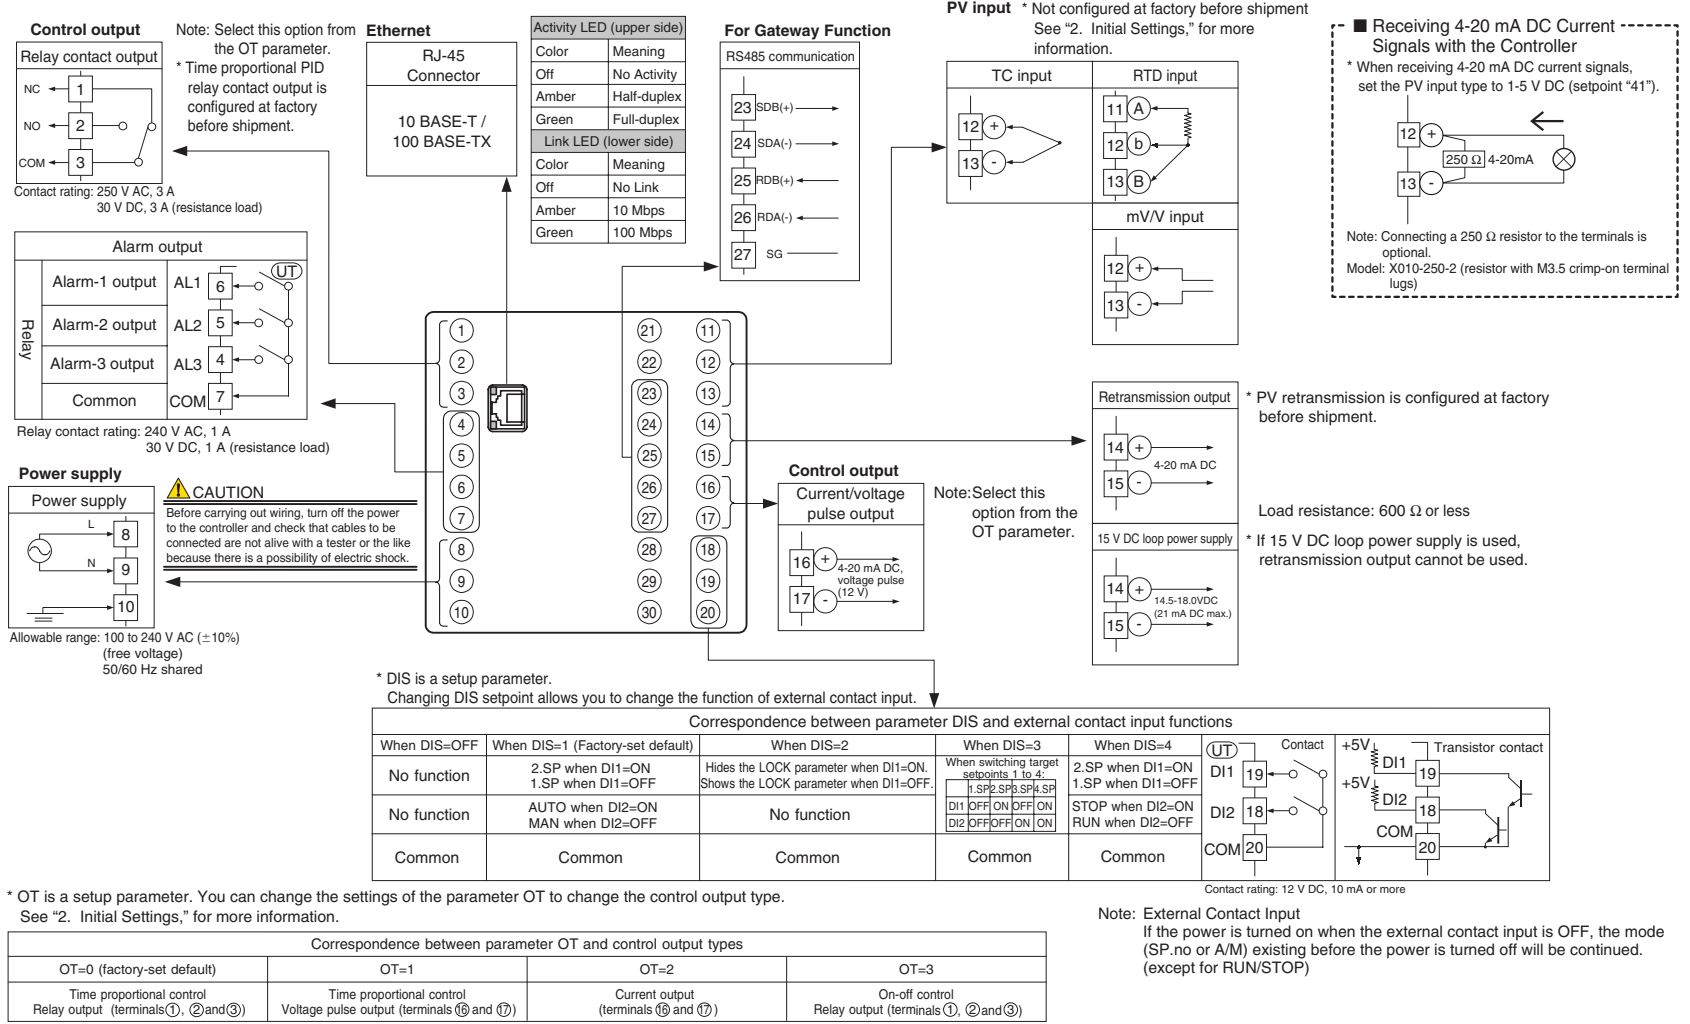 Control output
Relay contact output
NC
1
NO
2
COM
3
Contact rating: 250 V AC, 3 A
30 V DC, 3 A (resistance load)
Note: Select this option from
the OT parameter.
* Time proportional PID
relay contact output is
configured at factory
before shipment.
Ethernet
RJ-45
Connector
10 BASE-T /
100 BASE-TX
Activity LED (upper side)
Color Meaning
Off No Activity
Amber Half-duplex
Green Full-duplex
Link LED (lower side)
Color Meaning
Off No Link
Amber 10 Mbps
Green 100 Mbps
For Gateway Function
RS485 communication
23 SDB(+)
24 SDA(-)
25 RDB(+)
26 RDA(-)
27 SG
PV input * Not configured at factory before shipment
See “2. Initial Settings,” for more
information.
TC input
12 +
13 -
RTD input
11 A
12 b
13 B
mV/V input
12 +
13 -
■ Receiving 4-20 mA DC Current
Signals with the Controller
* When receiving 4-20 mA DC current signals,
set the PV input type to 1-5 V DC (setpoint “41”).
12 +
250 Ω 4-20mA
13 -
Note: Connecting a 250 Ω resistor to the terminals is
optional.
Model: X010-250-2 (resistor with M3.5 crimp-on terminal
lugs)
Alarm output
Relay
UT
Alarm-1 output AL1 6
Alarm-2 output AL2 5
Alarm-3 output AL3 4
Common COM 7
Relay contact rating: 240 V AC, 1 A
30 V DC, 1 A (resistance load)
Power supply
Power supply
L 8
N 9
10
Allowable range: 100 to 240 V AC (±10%)
(free voltage)
50/60 Hz shared
CAUTION
Before carrying out wiring, turn off the power
to the controller and check that cables to be
connected are not alive with a tester or the like
because there is a possibility of electric shock.
1 21 11
2 22 12
3 23 13
4 24 14
5 25 15
6 26 16
7 27 17
8 28 18
9 29 19
10 30 20
Control output
Current/voltage
pulse output
16 +
4-20 mA DC,
voltage pulse
(12 V)
17 -
Note:Select this
option from the
OT parameter.
Retransmission output
14 +
4-20 mA DC
15 -
15 V DC loop power supply
14 +
14.5-18.0VDC
(21 mA DC max.)
15 -
* PV retransmission is configured at factory
before shipment.
Load resistance: 600 Ω or less
* If 15 V DC loop power supply is used,
retransmission output cannot be used.
* DIS is a setup parameter.
Changing DIS setpoint allows you to change the function of external contact input.
Correspondence between parameter DIS and external contact input functions
When DIS=OFF When DIS=1 (Factory-set default) When DIS=2 When DIS=3 When DIS=4
No function
2.SP when DI1=ON
1.SP when DI1=OFF
Hides the LOCK parameter when DI1=ON.
Shows the LOCK parameter when DI1=OFF.
When switching target
setpoints 1 to 4:
1.SP 2.SP 3.SP 4.SP
DI1 OFF ON OFF ON
DI2 OFF OFF ON ON
2.SP when DI1=ON
1.SP when DI1=OFF
No function
AUTO when DI2=ON
MAN when DI2=OFF
No function
STOP when DI2=ON
RUN when DI2=OFF
Common Common Common Common Common
UT Contact
DI1 19
DI2 18
COM 20
Transistor contact
+5V
DI1
19
+5V
DI2
18
COM
20
Contact rating: 12 V DC, 10 mA or more
* OT is a setup parameter. You can change the settings of the parameter OT to change the control output type.
See “2. Initial Settings,” for more information.
Note: External Contact Input
If the power is turned on when the external contact input is OFF, the mode
(SP.no or A/M) existing before the power is turned off will be continued.
(except for RUN/STOP)
Correspondence between parameter OT and control output types
OT=0 (factory-set default) OT=1 OT=2 OT=3
Time proportional control
Relay output (terminals①, ②and③)
Time proportional control
Voltage pulse output (terminals ⑯ and ⑰)
Current output
(terminals ⑯ and ⑰)
On-off control
Relay output (terminals①, ②and③)